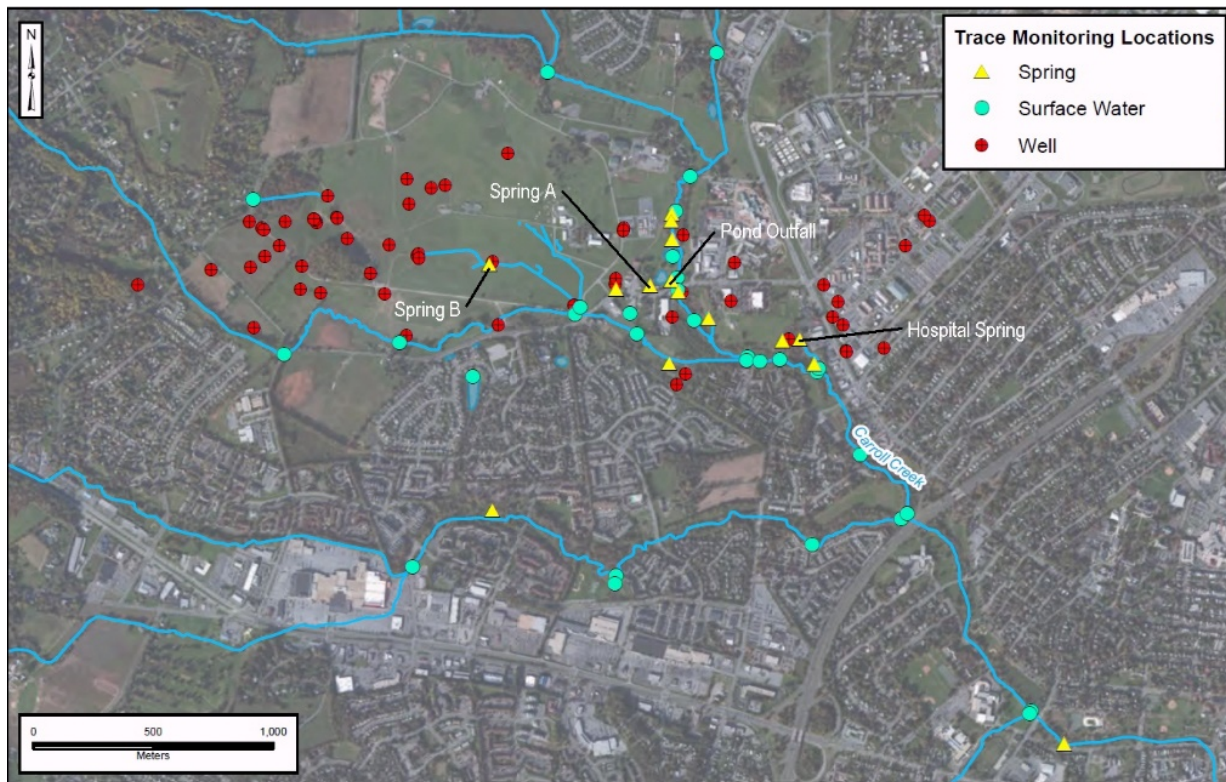 N
Trace Monitoring Locations
Spring
Surface Water
Well
Spring A
Pond Outfall
Spring B
Hospital Spring
Carroll Creek
0 500 1,000
Meters